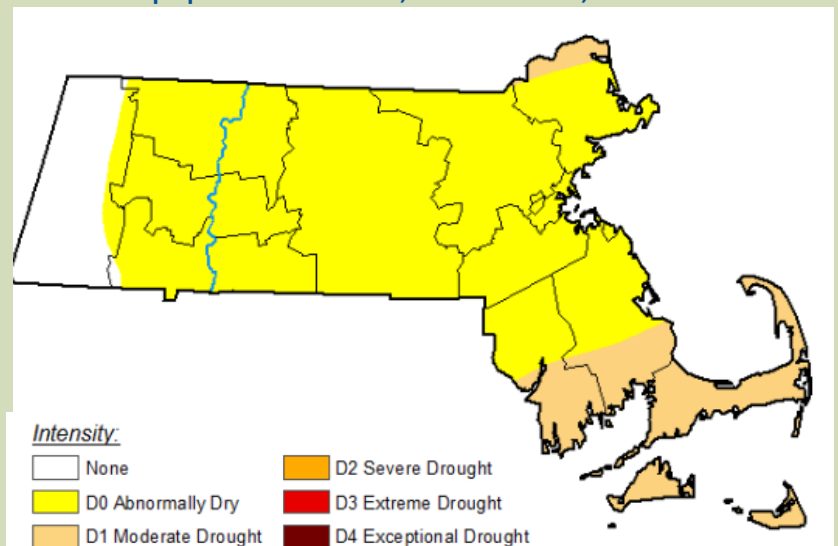 Intensity:
None
D0 Abnormally Dry
D1 Moderate Drought
D2 Severe Drought
D3 Extreme Drought
D4 Exceptional Drought